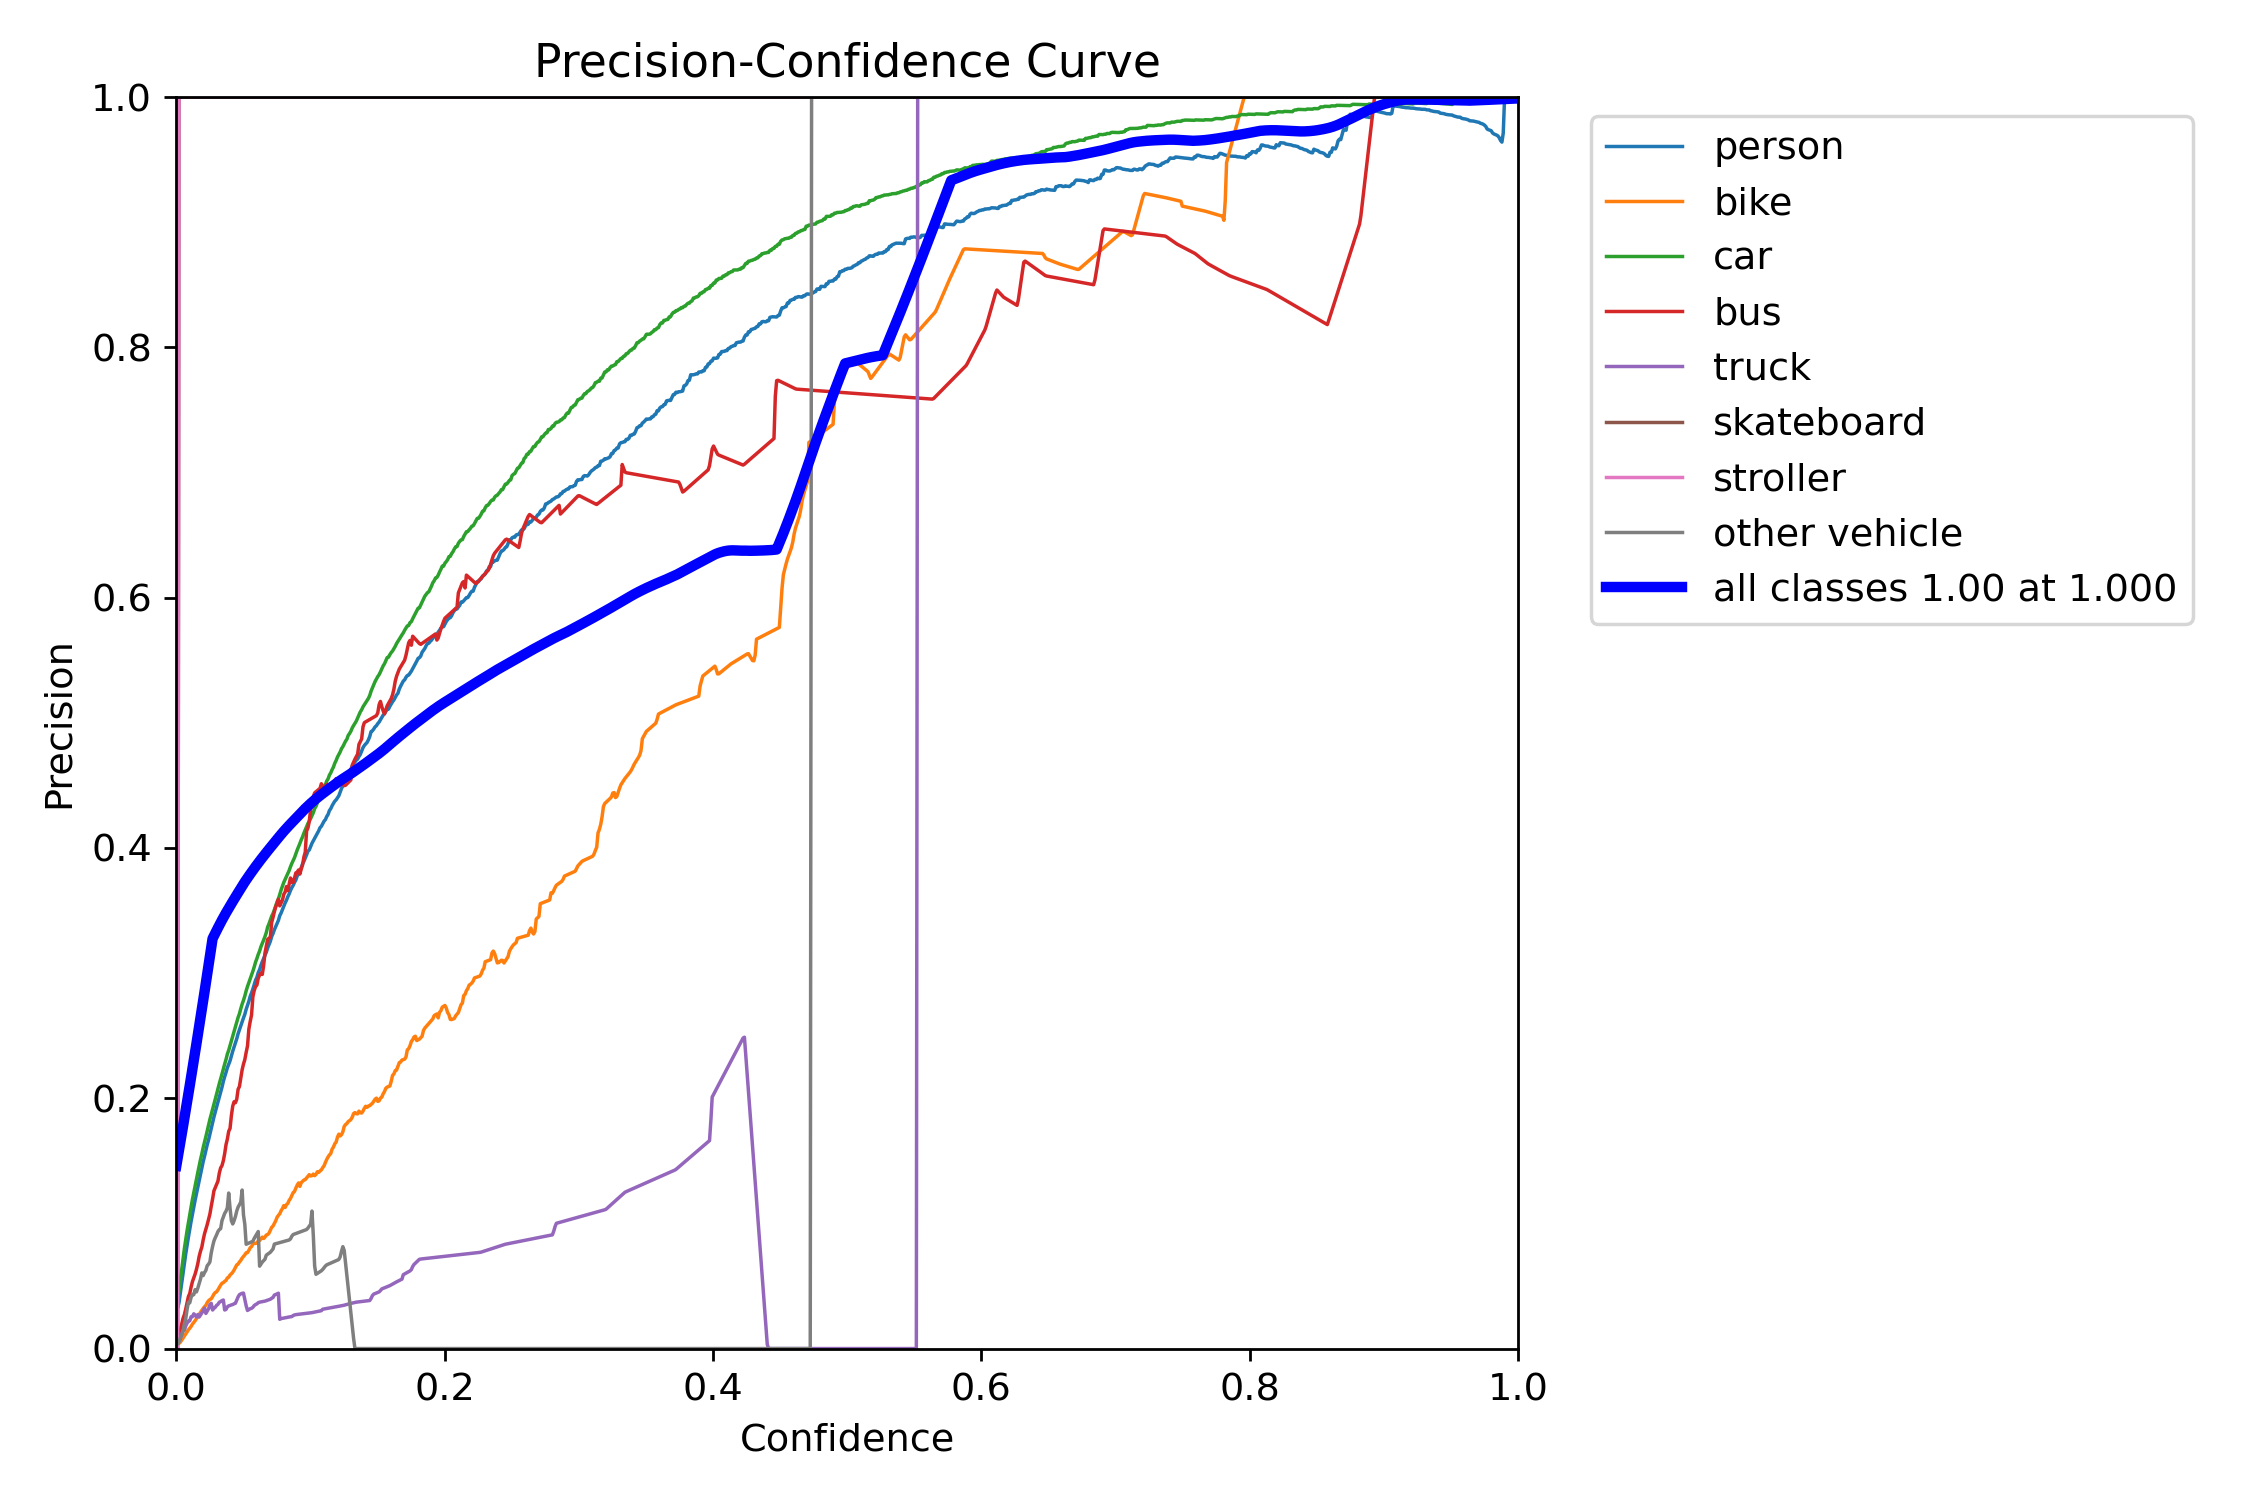 Precision-Confidence Curve
1.0
0.8
0.6
0.4
0.2
0.0
Precision
0.0 0.2 0.4 0.6 0.8 1.0
Confidence
person
bike
car
bus
truck
skateboard
stroller
other vehicle
all classes 1.00 at 1.000